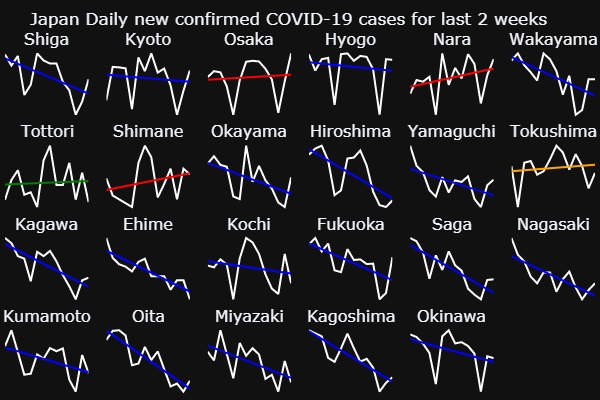 Japan Daily new confirmed COVID-19 cases for last 2 weeks
Shiga Kyoto Osaka Hyogo Nara Wakayama
Tottori Shimane Okayama Hiroshima Yamaguchi Tokushima
Kagawa Ehime Kochi Fukuoka Saga Nagasaki
Kumamoto Oita Miyazaki Kagoshima Okinawa